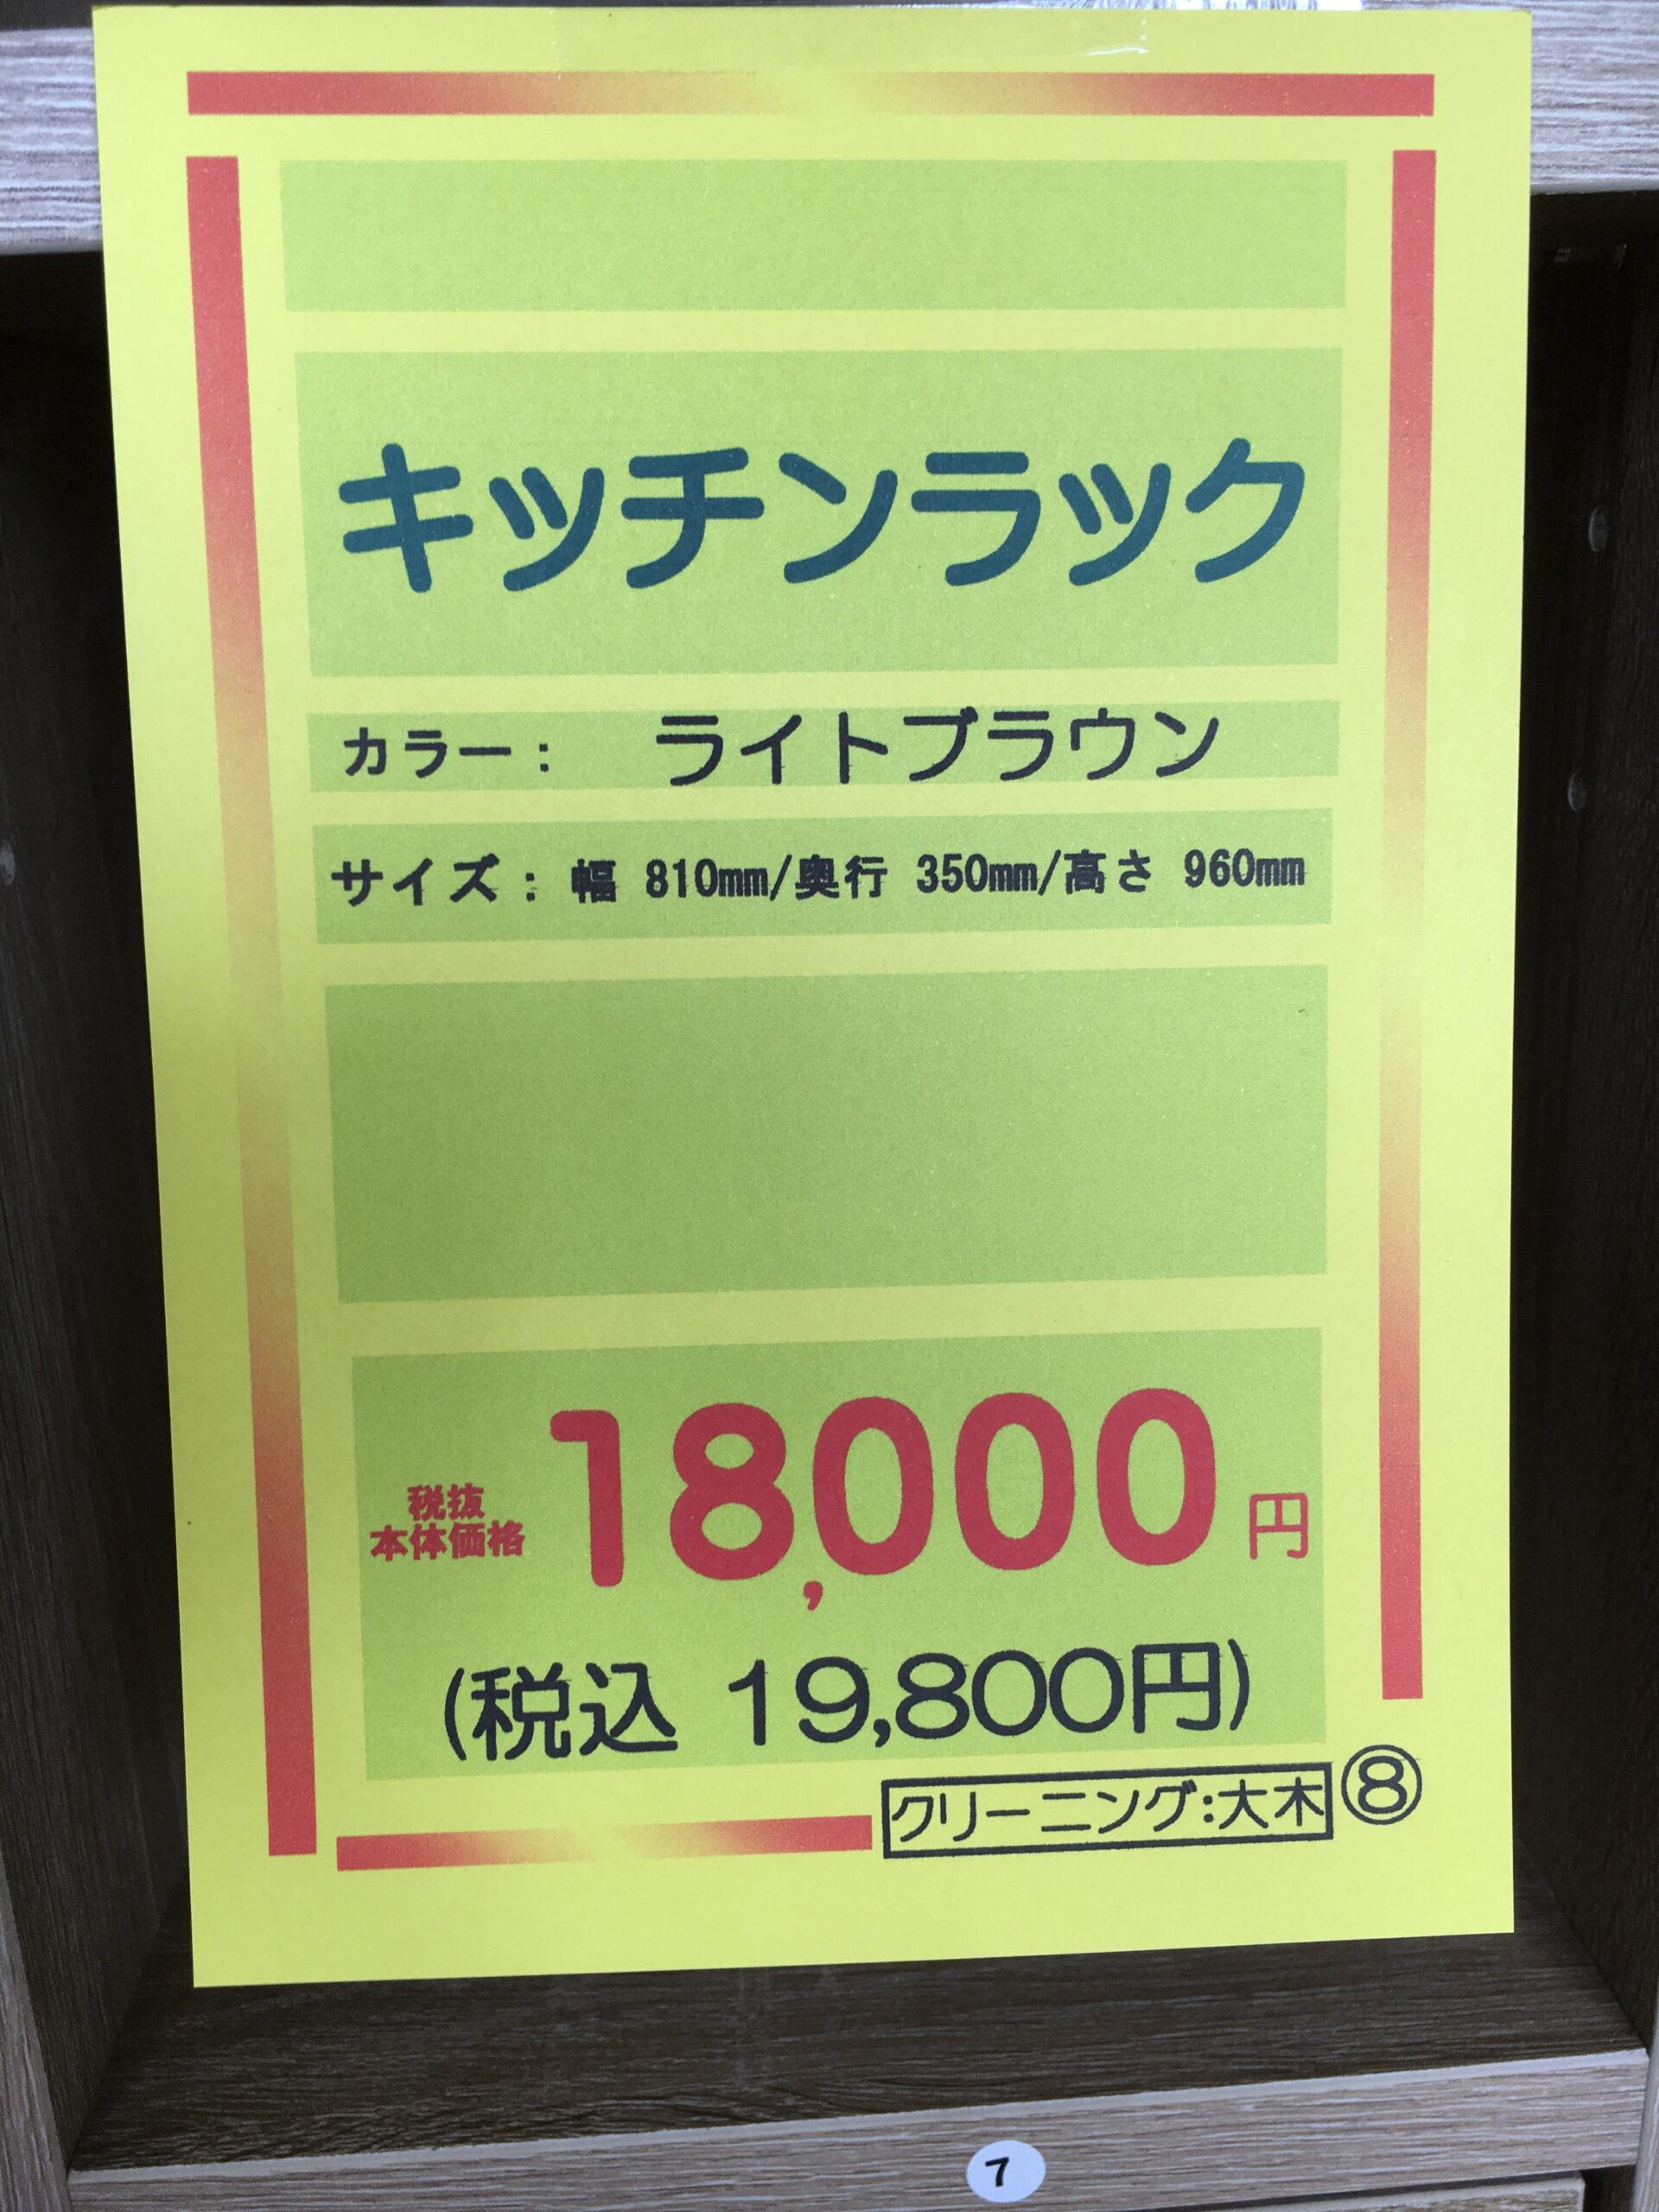 キッチンラック
カラー： ライトブラウン
サイズ：幅 810mm/奥行 350mm/高さ 960mm
税抜
本体価格
18,000円
(税込 19,800円)
クリーニング:大木
⑧
7